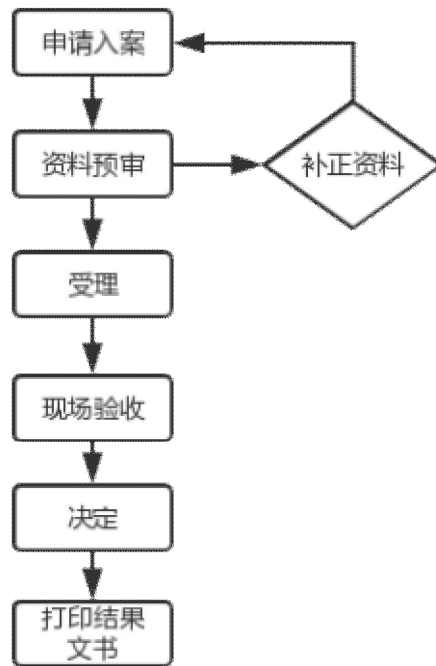 申请入案
资料预审
补正资料
受理
现场验收
决定
打印结果
文书